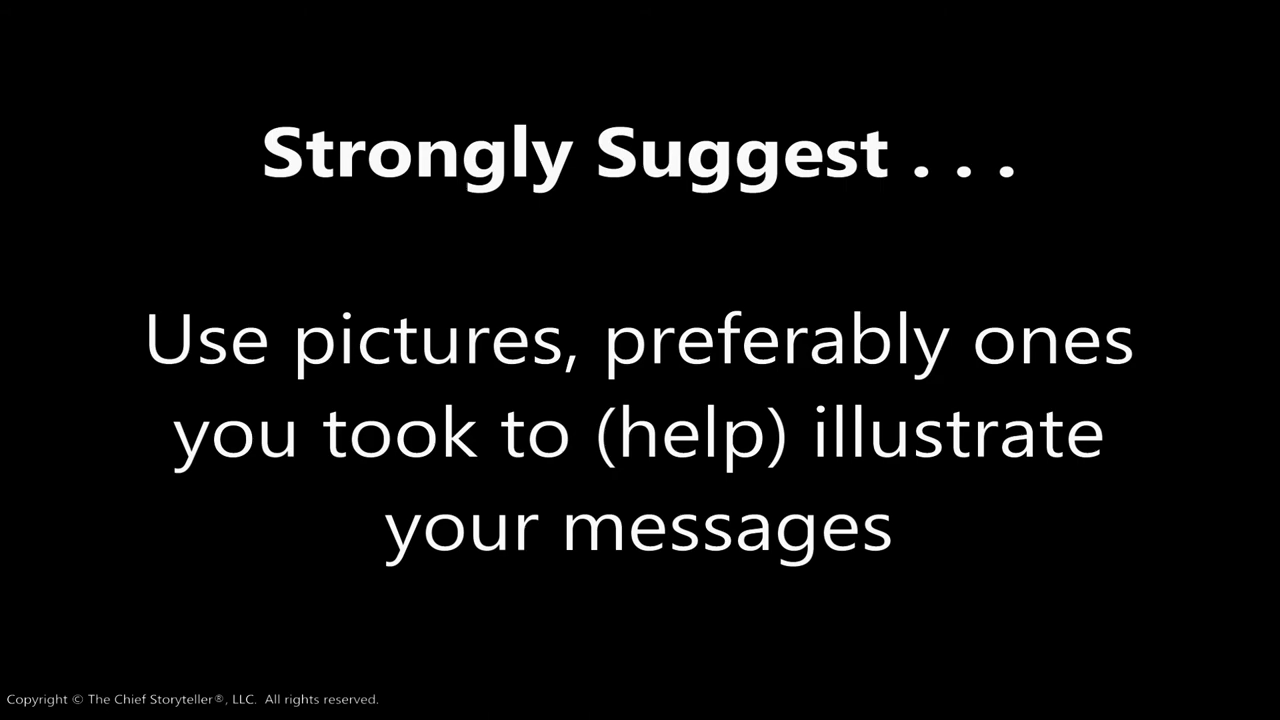 Strongly Suggest . . .
Use pictures, preferably ones
you took to (help) illustrate
your messages
Copyright © The Chief Storyteller®, LLC.  All rights reserved.